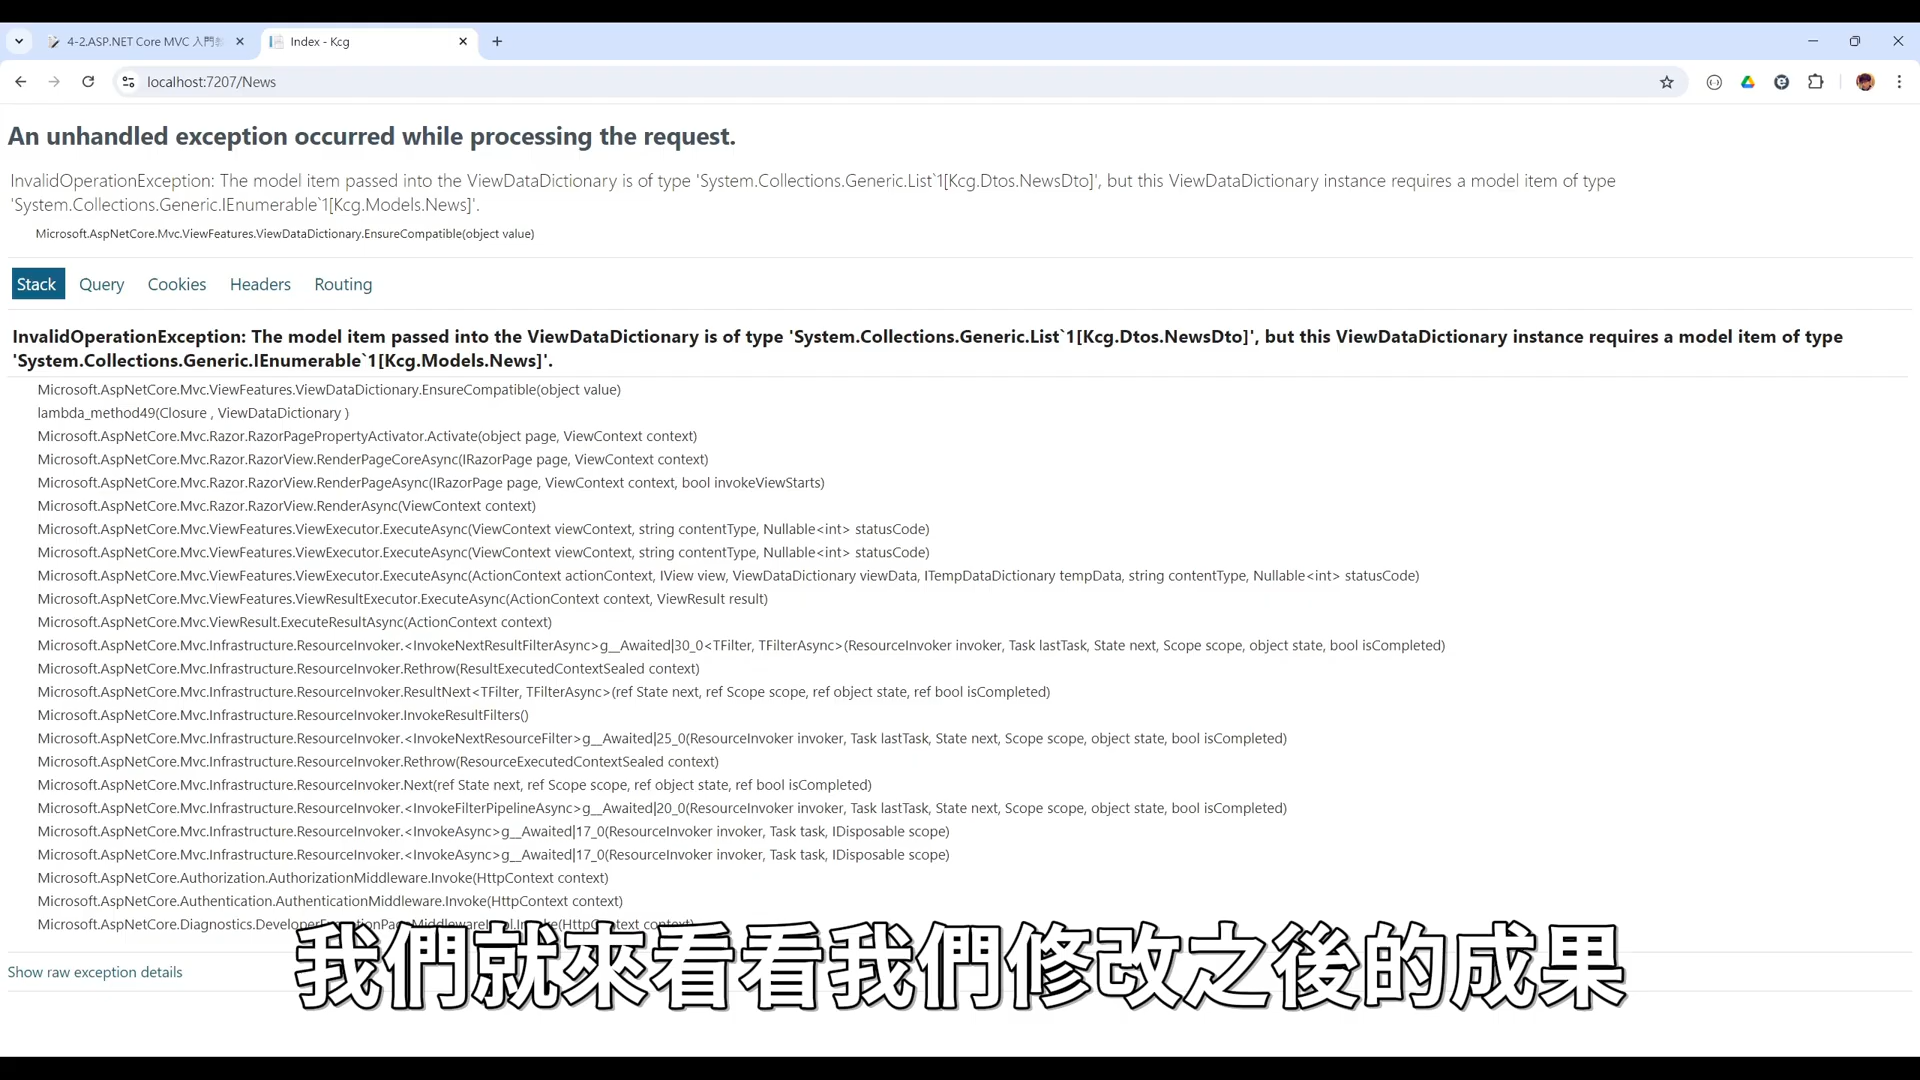 4-2.ASP.NET Core MVC 入門
Index - Kcg
localhost:7207/News
An unhandled exception occurred while processing the request.
InvalidOperationException: The model item passed into the ViewDataDictionary is of type 'System.Collections.Generic.List`1[Kcg.Dtos.NewsDto]', but this ViewDataDictionary instance requires a model item of type
'System.Collections.Generic.IEnumerable`1[Kcg.Models.News]'.
Microsoft.AspNetCore.Mvc.ViewFeatures.ViewDataDictionary.EnsureCompatible(object value)
Stack Query Cookies Headers Routing
InvalidOperationException: The model item passed into the ViewDataDictionary is of type 'System.Collections.Generic.List`1[Kcg.Dtos.NewsDto]', but this ViewDataDictionary instance requires a model item of type
'System.Collections.Generic.IEnumerable`1[Kcg.Models.News]'.
Microsoft.AspNetCore.Mvc.ViewFeatures.ViewDataDictionary.EnsureCompatible(object value)
lambda_method49(Closure , ViewDataDictionary )
Microsoft.AspNetCore.Mvc.Razor.RazorPagePropertyActivator.Activate(object page, ViewContext context)
Microsoft.AspNetCore.Mvc.Razor.RazorView.RenderPageCoreAsync(IRazorPage page, ViewContext context)
Microsoft.AspNetCore.Mvc.Razor.RazorView.RenderPageAsync(IRazorPage page, ViewContext context, bool invokeViewStarts)
Microsoft.AspNetCore.Mvc.Razor.RazorView.RenderAsync(ViewContext context)
Microsoft.AspNetCore.Mvc.ViewFeatures.ViewExecutor.ExecuteAsync(ViewContext viewContext, string contentType, Nullable<int> statusCode)
Microsoft.AspNetCore.Mvc.ViewFeatures.ViewExecutor.ExecuteAsync(ViewContext viewContext, string contentType, Nullable<int> statusCode)
Microsoft.AspNetCore.Mvc.ViewFeatures.ViewExecutor.ExecuteAsync(ActionContext actionContext, IView view, ViewDataDictionary viewData, ITempDataDictionary tempData, string contentType, Nullable<int> statusCode)
Microsoft.AspNetCore.Mvc.ViewFeatures.ViewResultExecutor.ExecuteAsync(ActionContext context, ViewResult result)
Microsoft.AspNetCore.Mvc.ViewResult.ExecuteResultAsync(ActionContext context)
Microsoft.AspNetCore.Mvc.Infrastructure.ResourceInvoker.<InvokeNextResultFilterAsync>g__Awaited|30_0<TFilter, TFilterAsync>(ResourceInvoker invoker, Task lastTask, State next, Scope scope, object state, bool isCompleted)
Microsoft.AspNetCore.Mvc.Infrastructure.ResourceInvoker.Rethrow(ResultExecutedContextSealed context)
Microsoft.AspNetCore.Mvc.Infrastructure.ResourceInvoker.ResultNext<TFilter, TFilterAsync>(ref State next, ref Scope scope, ref object state, ref bool isCompleted)
Microsoft.AspNetCore.Mvc.Infrastructure.ResourceInvoker.InvokeResultFilters()
Microsoft.AspNetCore.Mvc.Infrastructure.ResourceInvoker.<InvokeNextResourceFilter>g__Awaited|25_0(ResourceInvoker invoker, Task lastTask, State next, Scope scope, object state, bool isCompleted)
Microsoft.AspNetCore.Mvc.Infrastructure.ResourceInvoker.Rethrow(ResourceExecutedContextSealed context)
Microsoft.AspNetCore.Mvc.Infrastructure.ResourceInvoker.Next(ref State next, ref Scope scope, ref object state, ref bool isCompleted)
Microsoft.AspNetCore.Mvc.Infrastructure.ResourceInvoker.<InvokeFilterPipelineAsync>g__Awaited|20_0(ResourceInvoker invoker, Task lastTask, State next, Scope scope, object state, bool isCompleted)
Microsoft.AspNetCore.Mvc.Infrastructure.ResourceInvoker.<InvokeAsync>g__Awaited|17_0(ResourceInvoker invoker, Task task, IDisposable scope)
Microsoft.AspNetCore.Mvc.Infrastructure.ResourceInvoker.<InvokeAsync>g__Awaited|17_0(ResourceInvoker invoker, Task task, IDisposable scope)
Microsoft.AspNetCore.Authorization.AuthorizationMiddleware.Invoke(HttpContext context)
Microsoft.AspNetCore.Authentication.AuthenticationMiddleware.Invoke(HttpContext context)
Microsoft.AspNetCore.Diagnostics.DeveloperExceptionPageMiddlewareImpl.Invoke(HttpContext context)
我們就來看看我們修改之後的成果
Show raw exception details